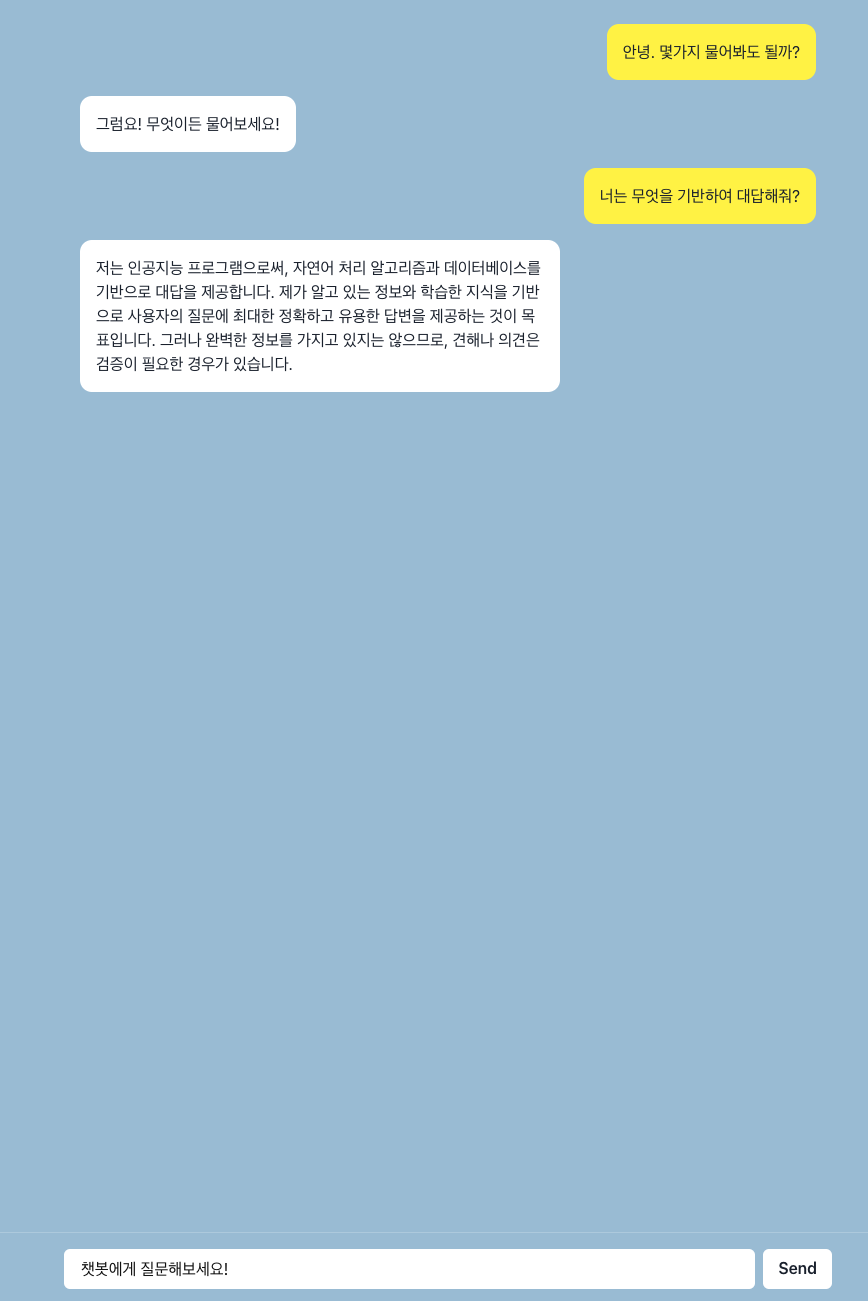 안녕. 몇가지 물어봐도 될까?
그럼요! 무엇이든 물어보세요!
너는 무엇을 기반하여 대답해줘?
저는 인공지능 프로그램으로써, 자연어 처리 알고리즘과 데이터베이스를
기반으로 대답을 제공합니다. 제가 알고 있는 정보와 학습한 지식을 기반
으로 사용자의 질문에 최대한 정확하고 유용한 답변을 제공하는 것이 목
표입니다. 그러나 완벽한 정보를 가지고 있지는 않으므로, 견해나 의견은
검증이 필요한 경우가 있습니다.
챗봇에게 질문해보세요!
Send